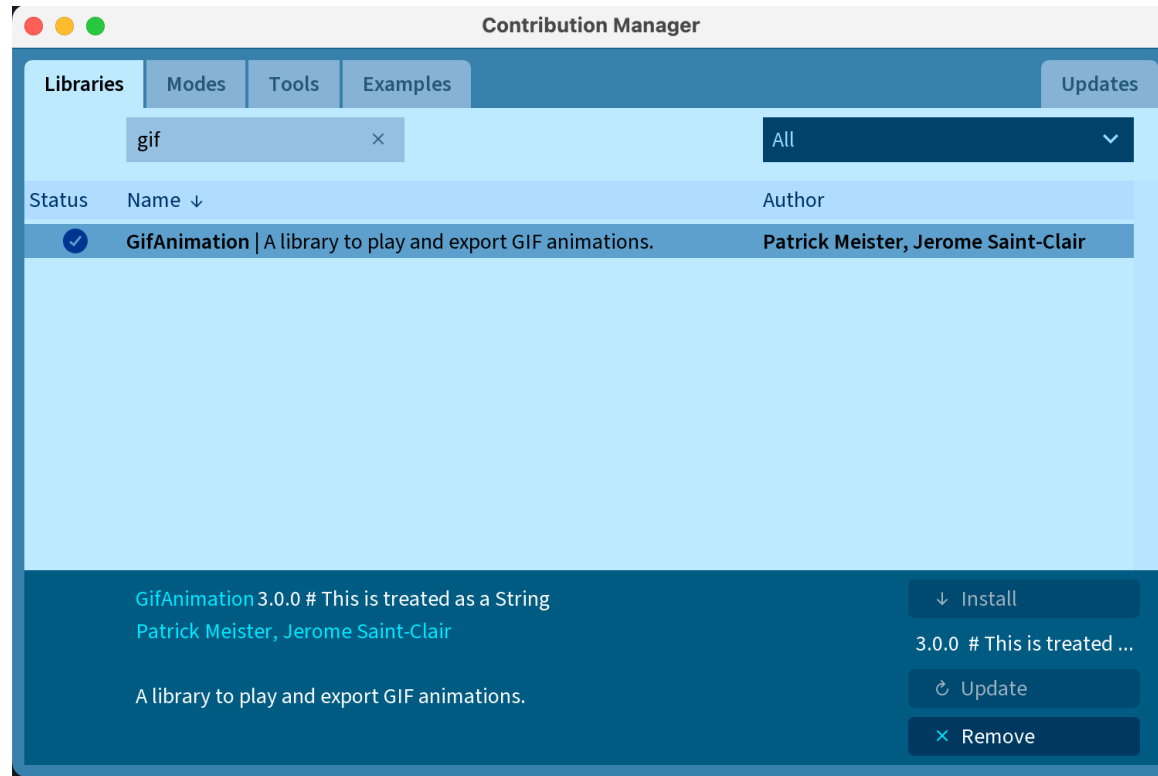 Contribution Manager
Libraries Modes Tools Examples Updates
gif × All
Status Name ↓ Author
GifAnimation | A library to play and export GIF animations. Patrick Meister, Jerome Saint-Clair
GifAnimation 3.0.0 # This is treated as a String
Patrick Meister, Jerome Saint-Clair
A library to play and export GIF animations.
↓ Install
3.0.0 # This is treated ...
↻ Update
× Remove